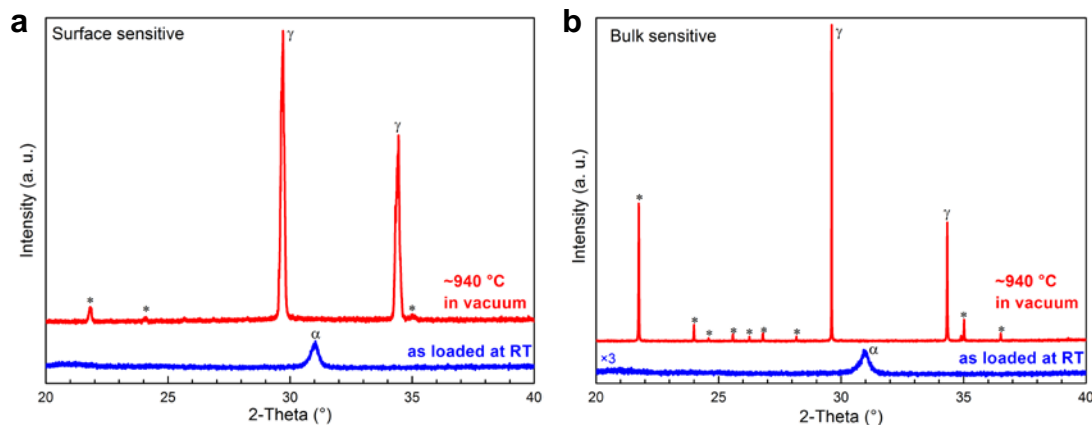 a
Surface sensitive
γ
γ
*
*
*
~940 °C
in vacuum
α
as loaded at RT
Intensity (a. u.)
20 25 30 35 40
2-Theta (°)
b
Bulk sensitive
γ
*
γ
*
*
*
*
*
*
*
*
~940 °C
in vacuum
×3
α
as loaded at RT
Intensity (a. u.)
20 25 30 35 40
2-Theta (°)